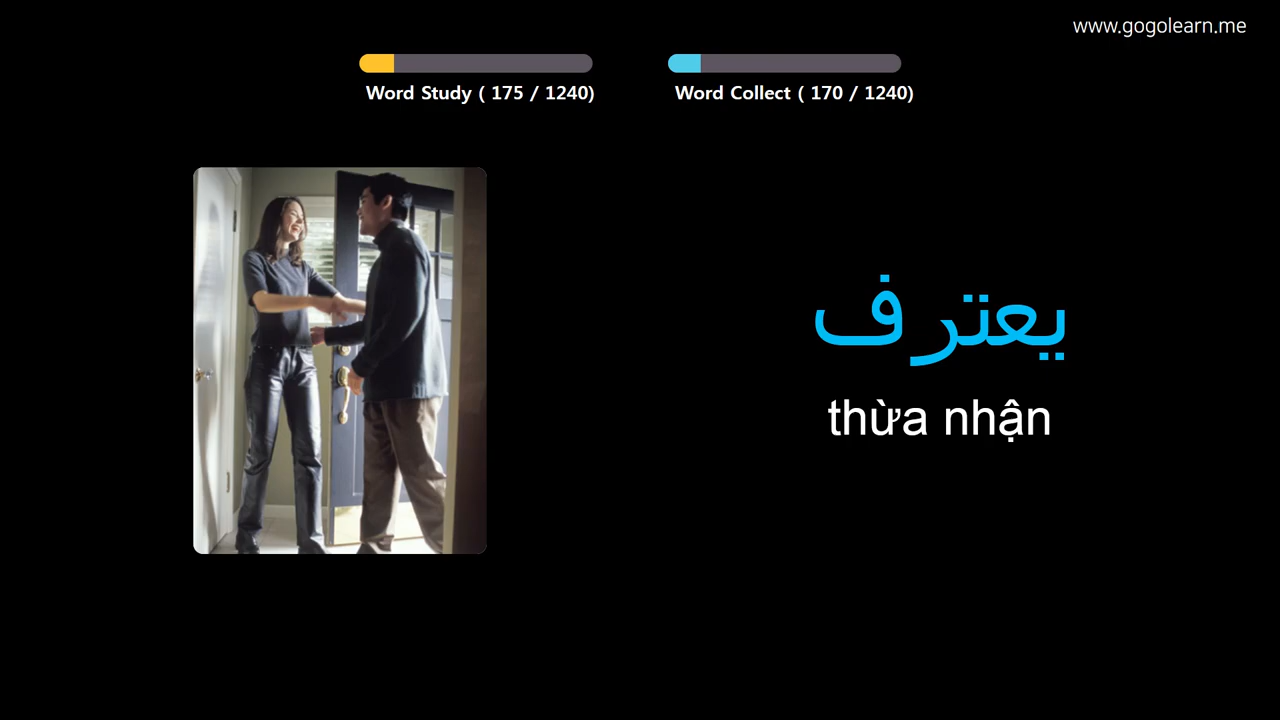 www.gogolearn.me
Word Study ( 175 / 1240)
Word Collect ( 170 / 1240)
يعترف
thừa nhận